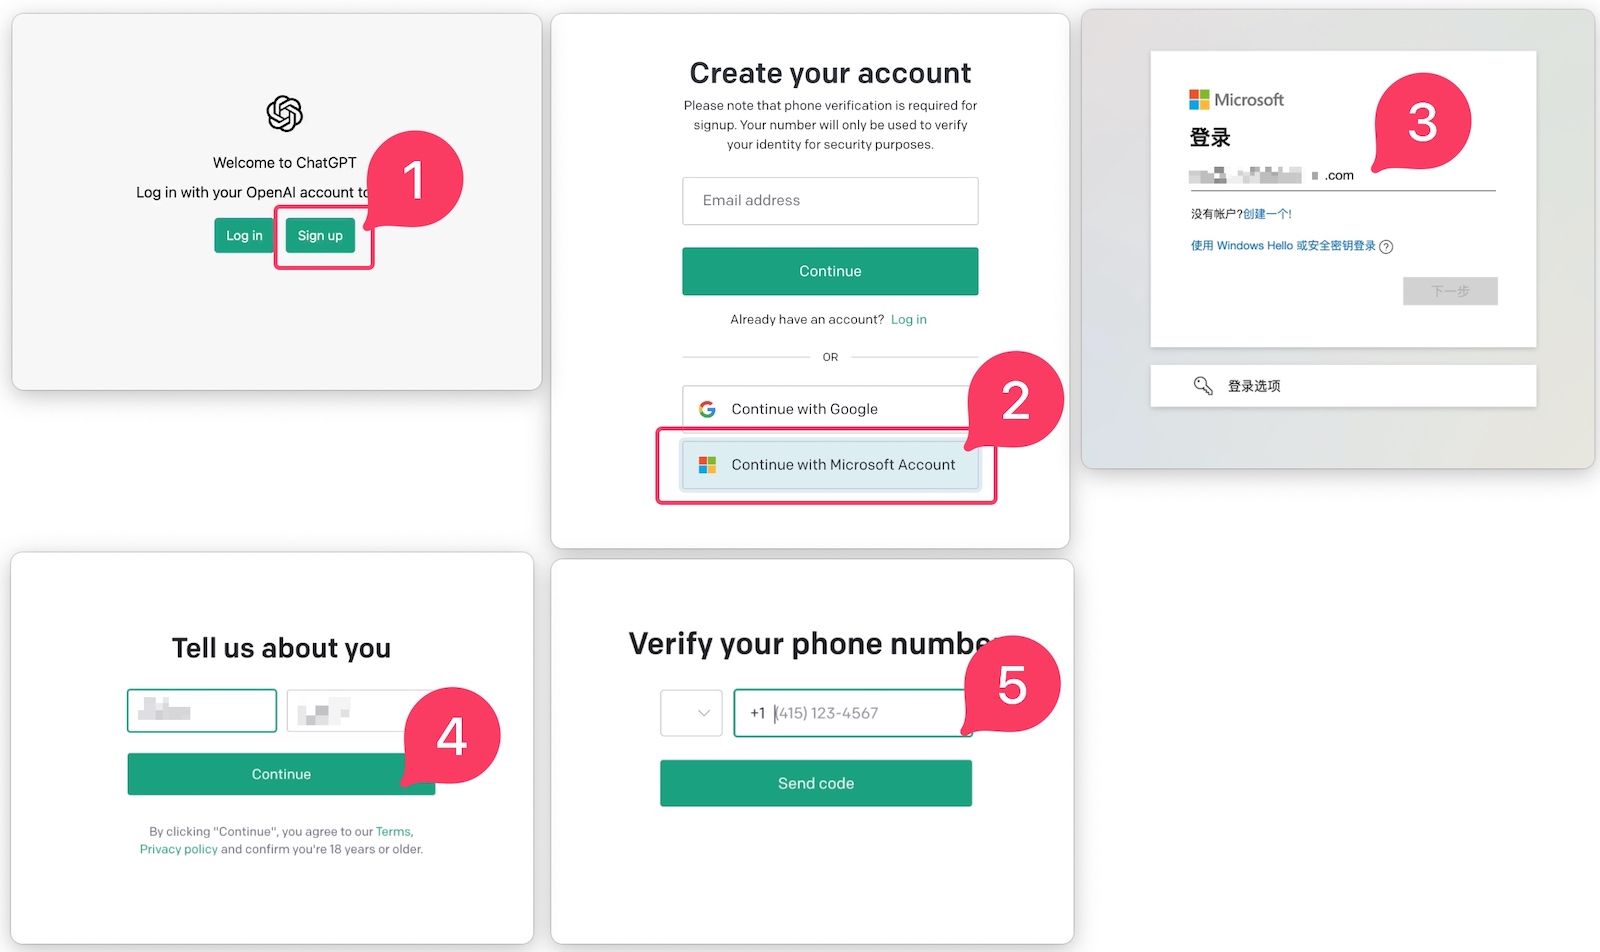 Welcome to ChatGPT
Log in with your OpenAI account to
Log in
Sign up
1
Create your account
Please note that phone verification is required for
signup. Your number will only be used to verify
your identity for security purposes.
Email address
Continue
Already have an account? Log in
OR
Continue with Google
Continue with Microsoft Account
2
Microsoft
登录
.com
没有帐户?创建一个!
使用 Windows Hello 或安全密钥登录
下一步
登录选项
3
Tell us about you
Continue
By clicking "Continue", you agree to our Terms,
Privacy policy and confirm you're 18 years or older.
4
Verify your phone number
+1 (415) 123-4567
Send code
5